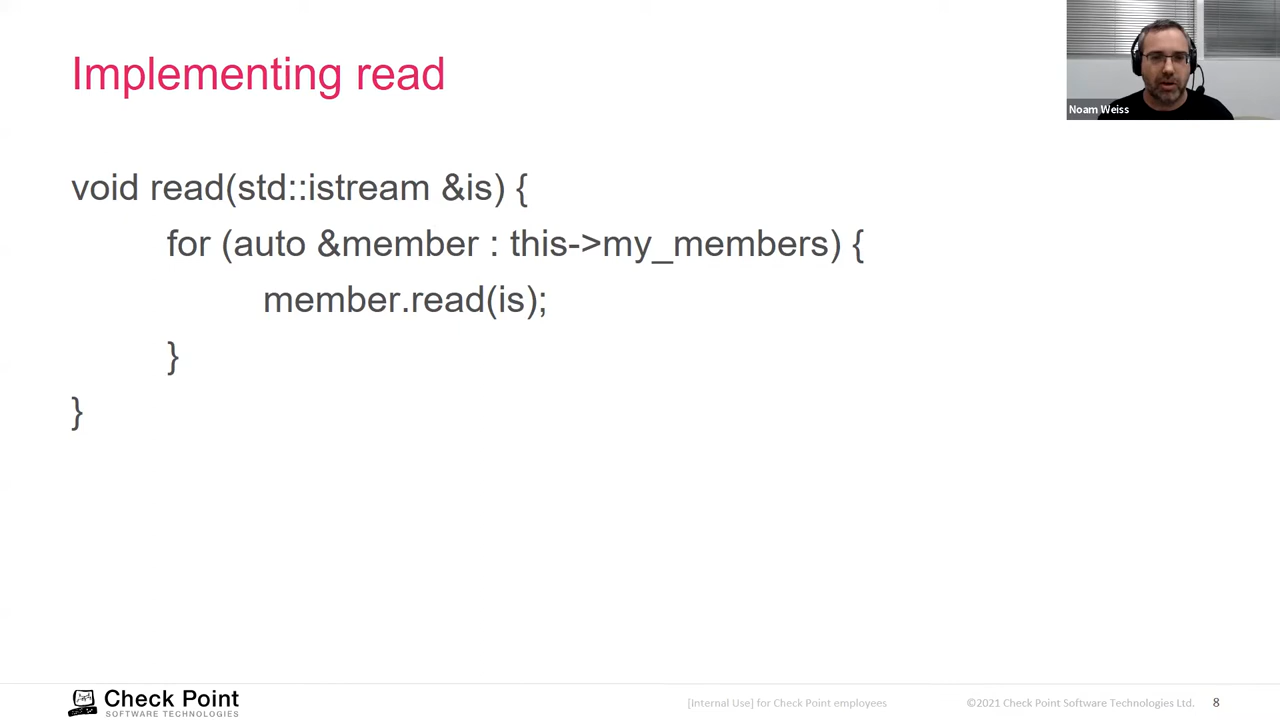 Implementing read
Noam Weiss
void read(std::istream &is) {
for (auto &member : this->my_members) {
member.read(is);
}
}
Check Point
SOFTWARE TECHNOLOGIES
[Internal Use] for Check Point employees
©2021 Check Point Software Technologies Ltd.
8